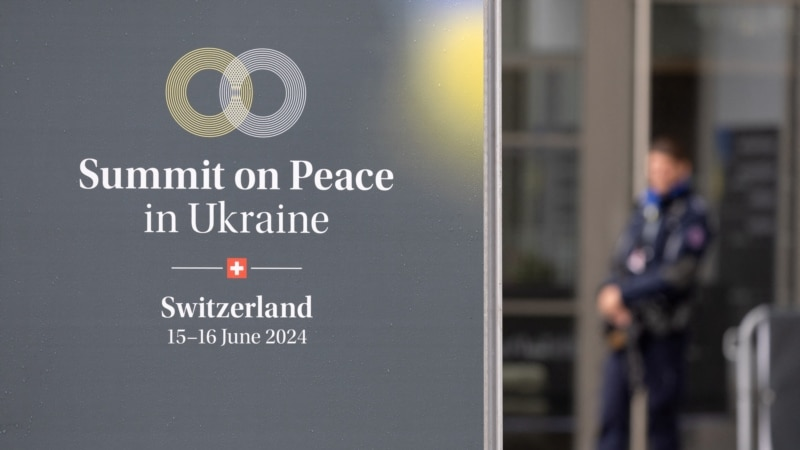 Summit on Peace
in Ukraine
Switzerland
15–16 June 2024